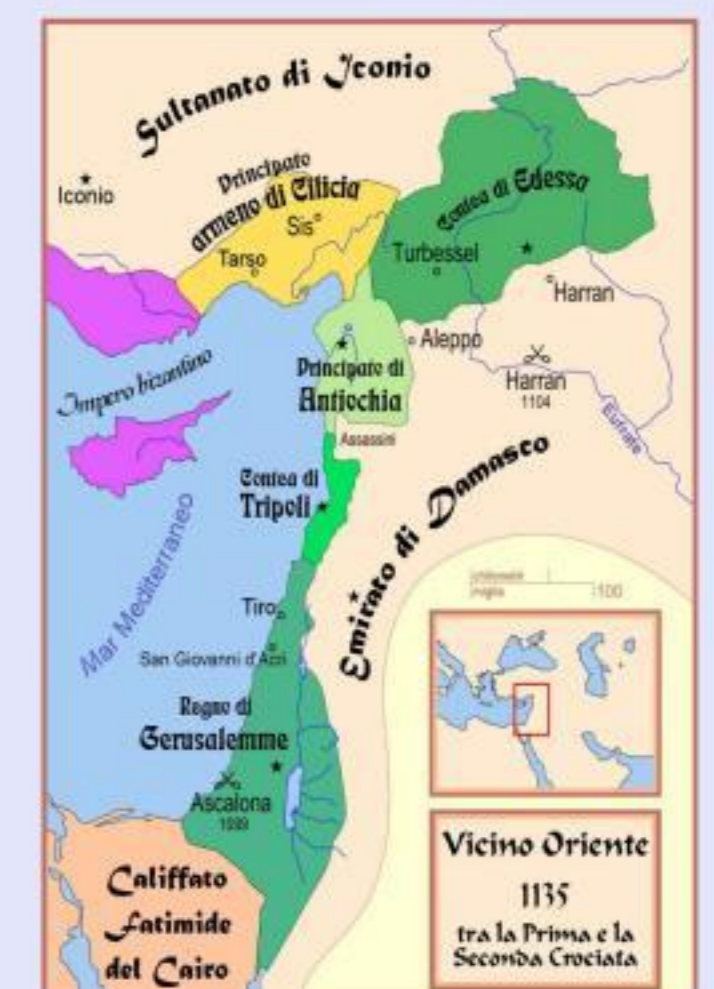 Sultanato di Iconio
Iconio
Principato
armeno di Cilicia
Sis
Tarso
Contea di Edessa
Turbessel
Harran
Aleppo
Harran
1104
Eufrate
Impero bizantino
Principato di
Antiochia
Assassini
Contea di
Tripoli
Emirato di Damasco
Mar Mediterraneo
Tiro
San Giovanni d'Acri
Regno di
Gerusalemme
Ascalona
1099
100
Califfato
Fatimide
del Cairo
Vicino Oriente
1135
tra la Prima e la
Seconda Crociata